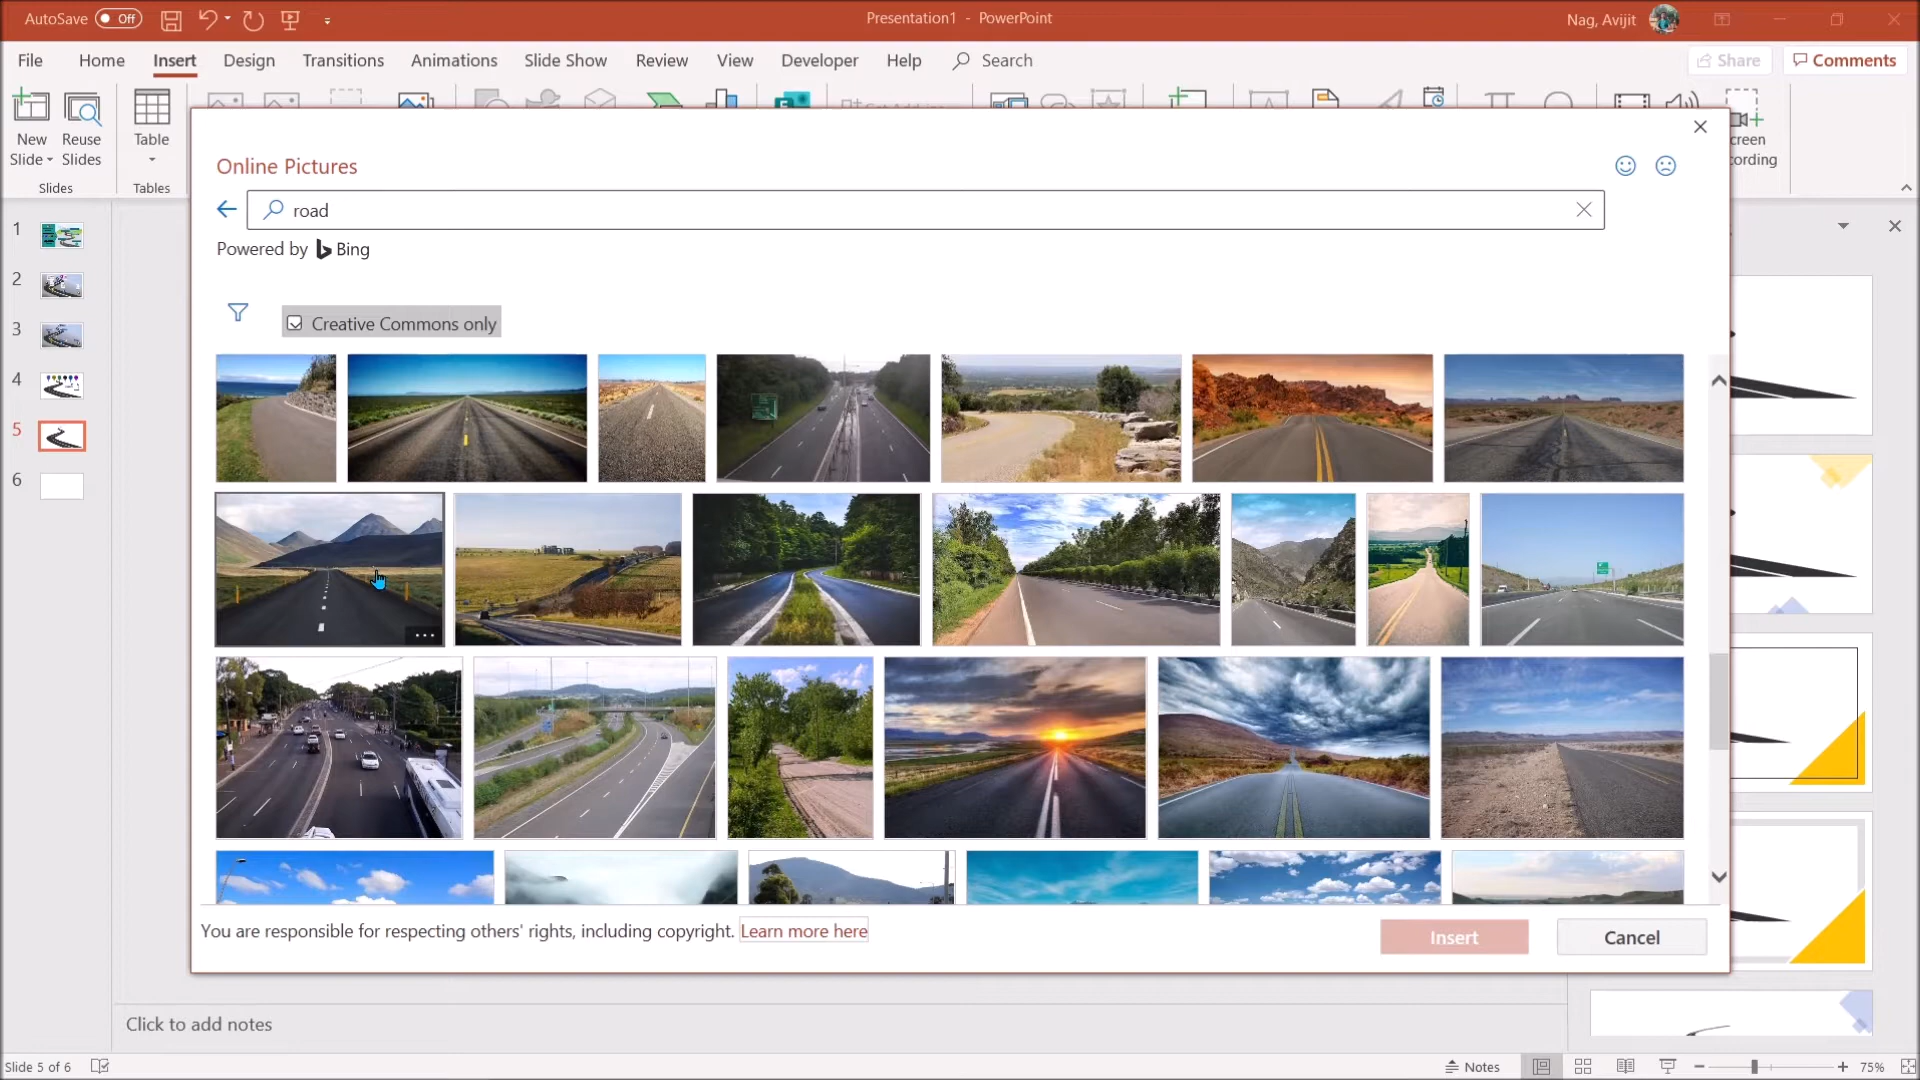 AutoSave Off
Presentation1 - PowerPoint
Nag, Avijit
File Home Insert Design Transitions Animations Slide Show Review View Developer Help Search
Share Comments
New Slide
Reuse Slides
Table
Slides
Tables
Online Pictures
road
Powered by Bing
Creative Commons only
1
2
3
4
5
6
You are responsible for respecting others' rights, including copyright. Learn more here
Insert Cancel
Click to add notes
Slide 5 of 6
Notes
75%